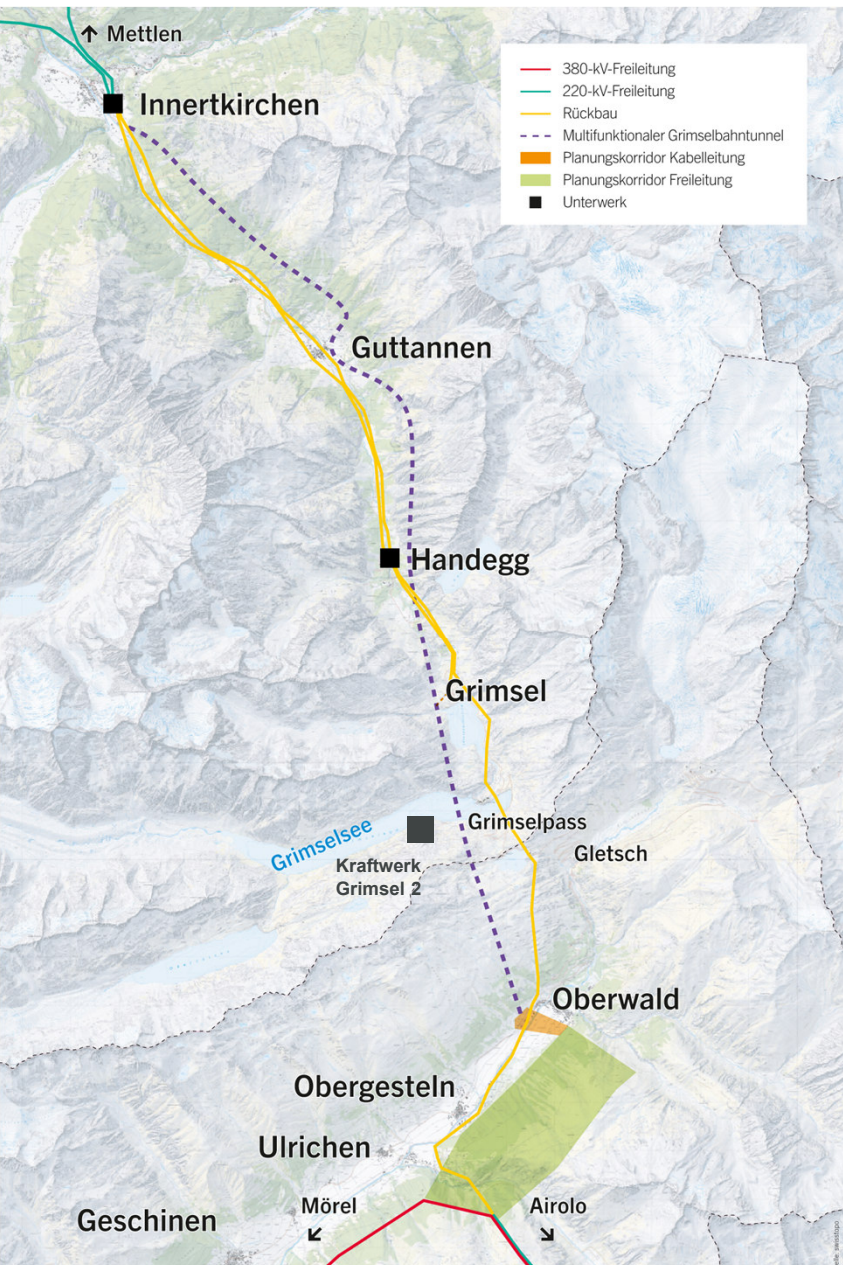 ↑ Mettlen
Innertkirchen
380-kV-Freileitung
220-kV-Freileitung
Rückbau
Multifunktionaler Grimselbahntunnel
Planungskorridor Kabelleitung
Planungskorridor Freileitung
Unterwerk
Guttannen
Handegg
Grimsel
Grimselsee
Grimselpass
Kraftwerk
Grimsel 2
Gletsch
Oberwald
Obergesteln
Ulrichen
Geschinen
Mörel
↙
Airolo
↘